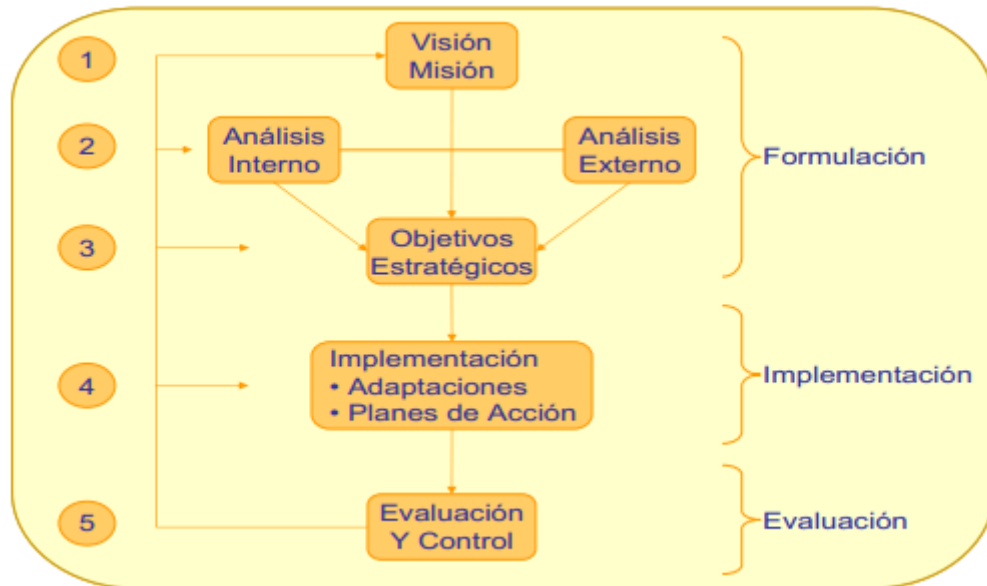 1
Visión
Misión
2
Análisis
Interno
Análisis
Externo
Formulación
3
Objetivos
Estratégicos
4
Implementación
• Adaptaciones
• Planes de Acción
Implementación
5
Evaluación
Y Control
Evaluación